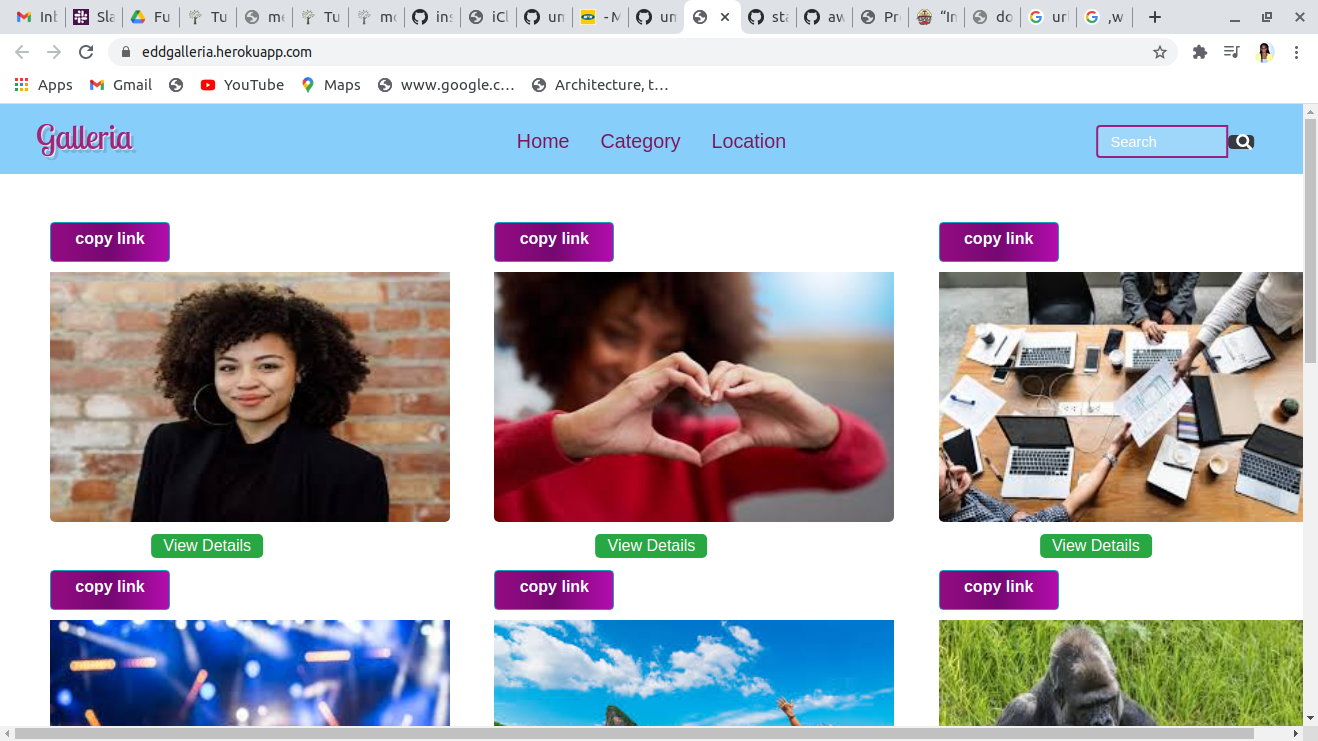 Inl Sla Fu Tu me Tu mo ins iCl un - M un sta aw Pr “In do url ,w
eddgalleria.herokuapp.com
Apps Gmail YouTube Maps www.google.c… Architecture, t…
Galleria Home Category Location Search
copy link copy link copy link
View Details View Details View Details
copy link copy link copy link